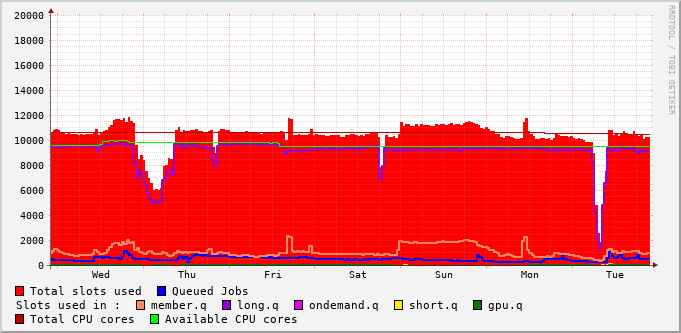 20000
18000
16000
14000
12000
10000
8000
6000
4000
2000
0
Wed Thu Fri Sat Sun Mon Tue
RRDTOOL / TOBI OETIKER
Total slots used Queued Jobs
Slots used in : member.q long.q ondemand.q short.q gpu.q
Total CPU cores Available CPU cores